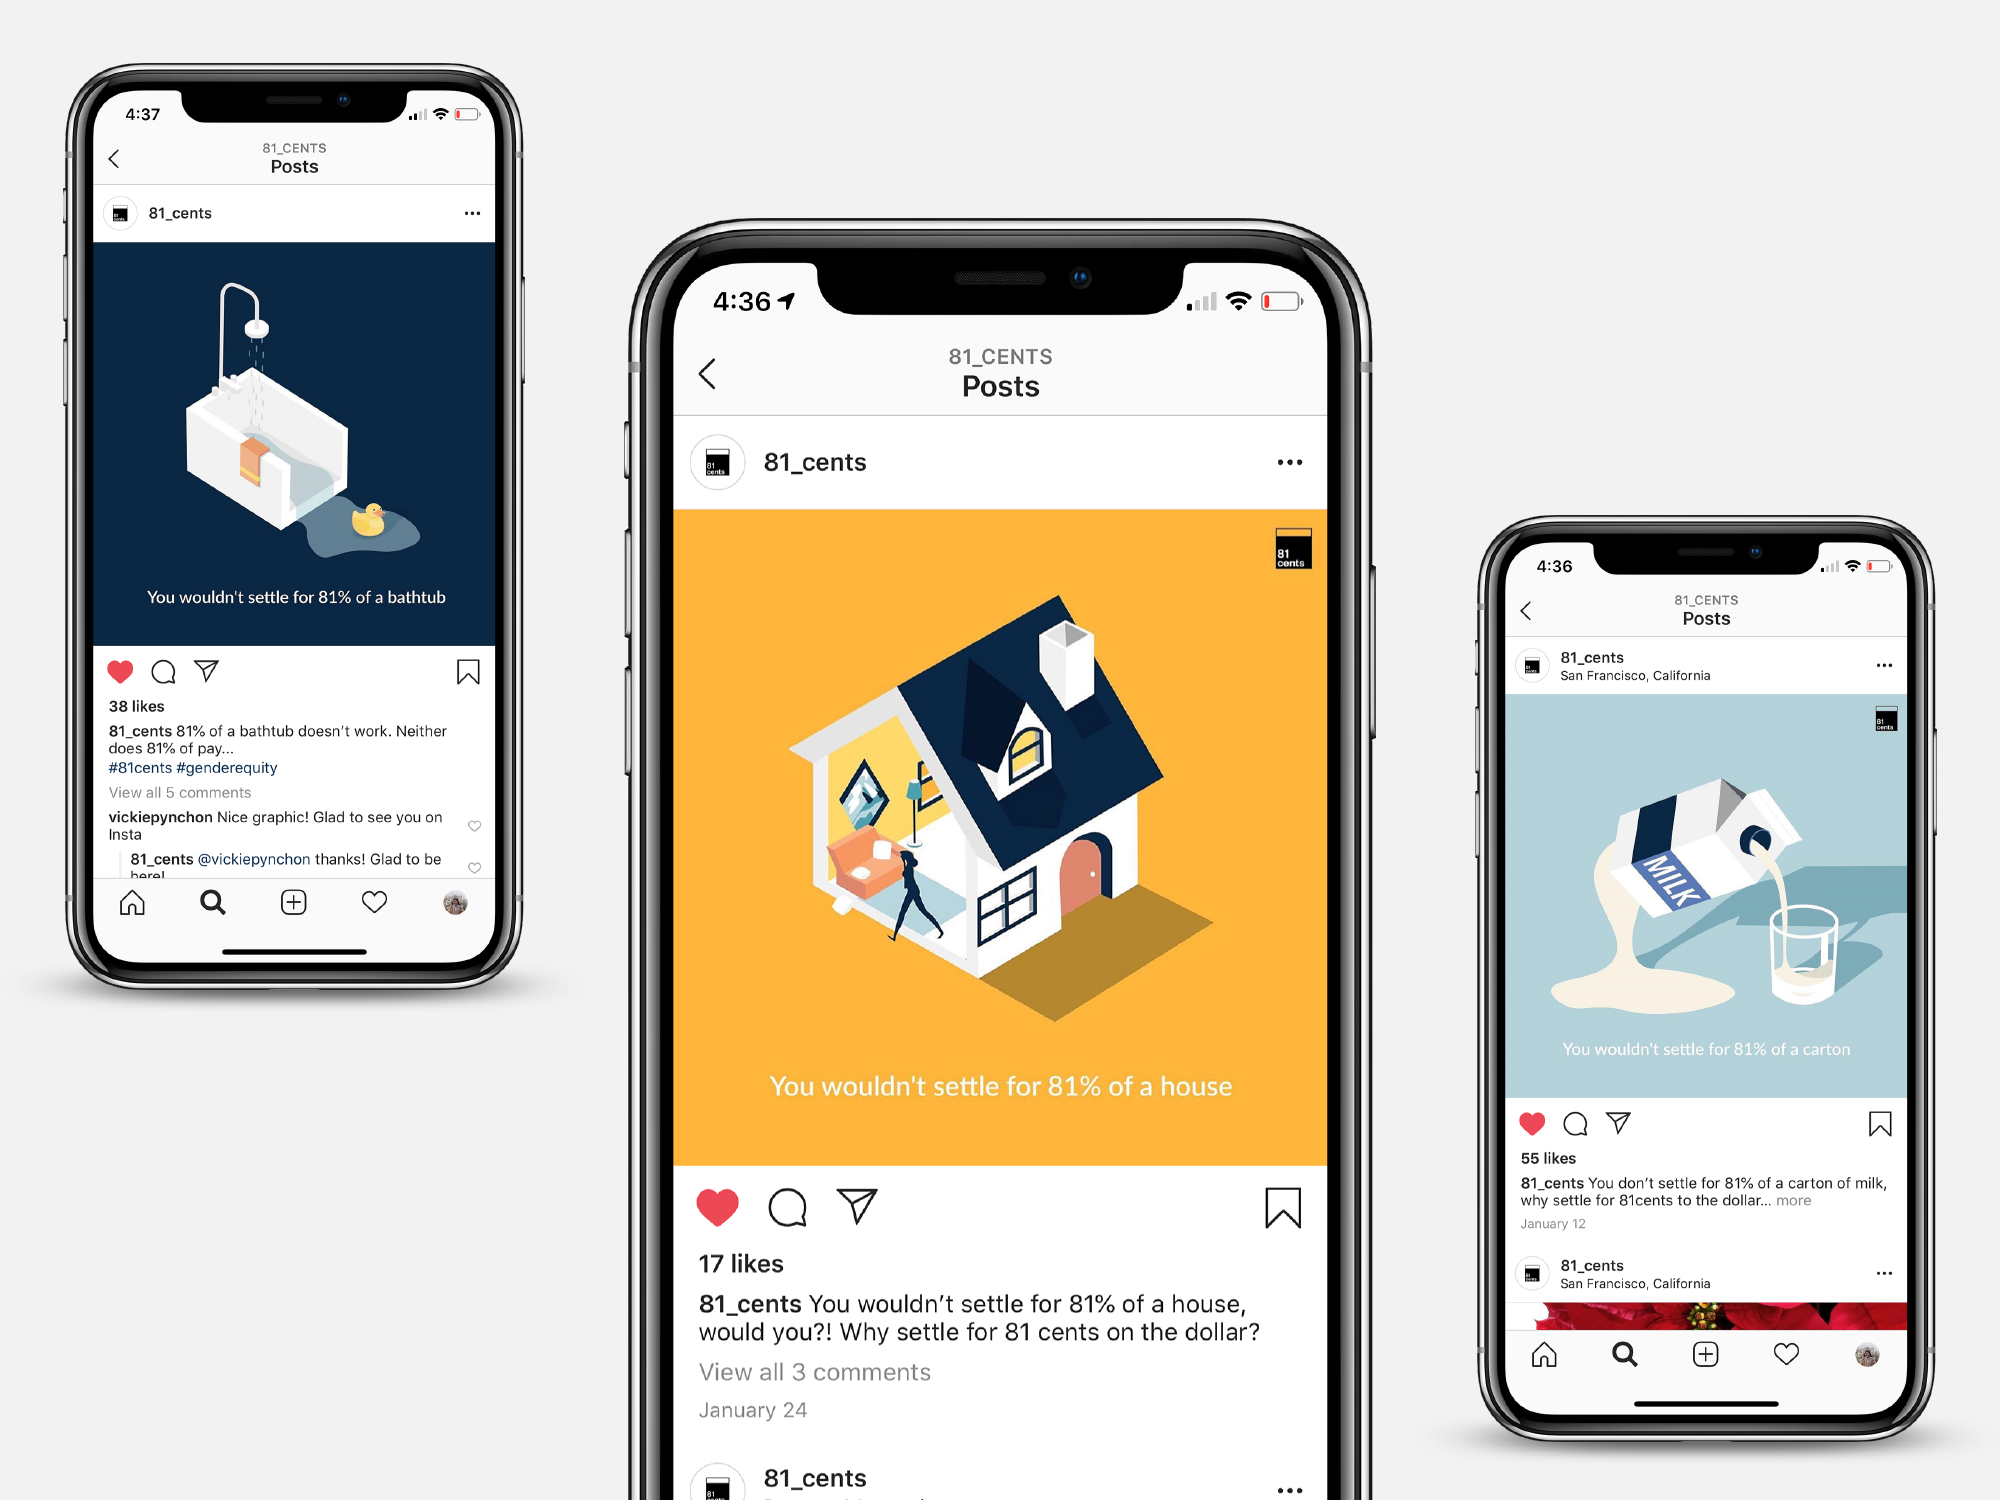 4:37
81_CENTS
Posts
81_cents
You wouldn't settle for 81% of a bathtub
38 likes
81_cents 81% of a bathtub doesn't work. Neither
does 81% of pay...
#81cents #genderequity
View all 5 comments
vickiepynchon Nice graphic! Glad to see you on
Insta
81_cents @vickiepynchon thanks! Glad to be
here!
4:36
81_CENTS
Posts
81
cents
81_cents
81
cents
You wouldn't settle for 81% of a house
17 likes
81_cents You wouldn't settle for 81% of a house,
would you?! Why settle for 81 cents on the dollar?
View all 3 comments
January 24
81_cents
4:36
81_CENTS
Posts
81_cents
San Francisco, California
81
cents
MILK
You wouldn't settle for 81% of a carton
55 likes
81_cents You don't settle for 81% of a carton of milk,
why settle for 81cents to the dollar... more
January 12
81_cents
San Francisco, California